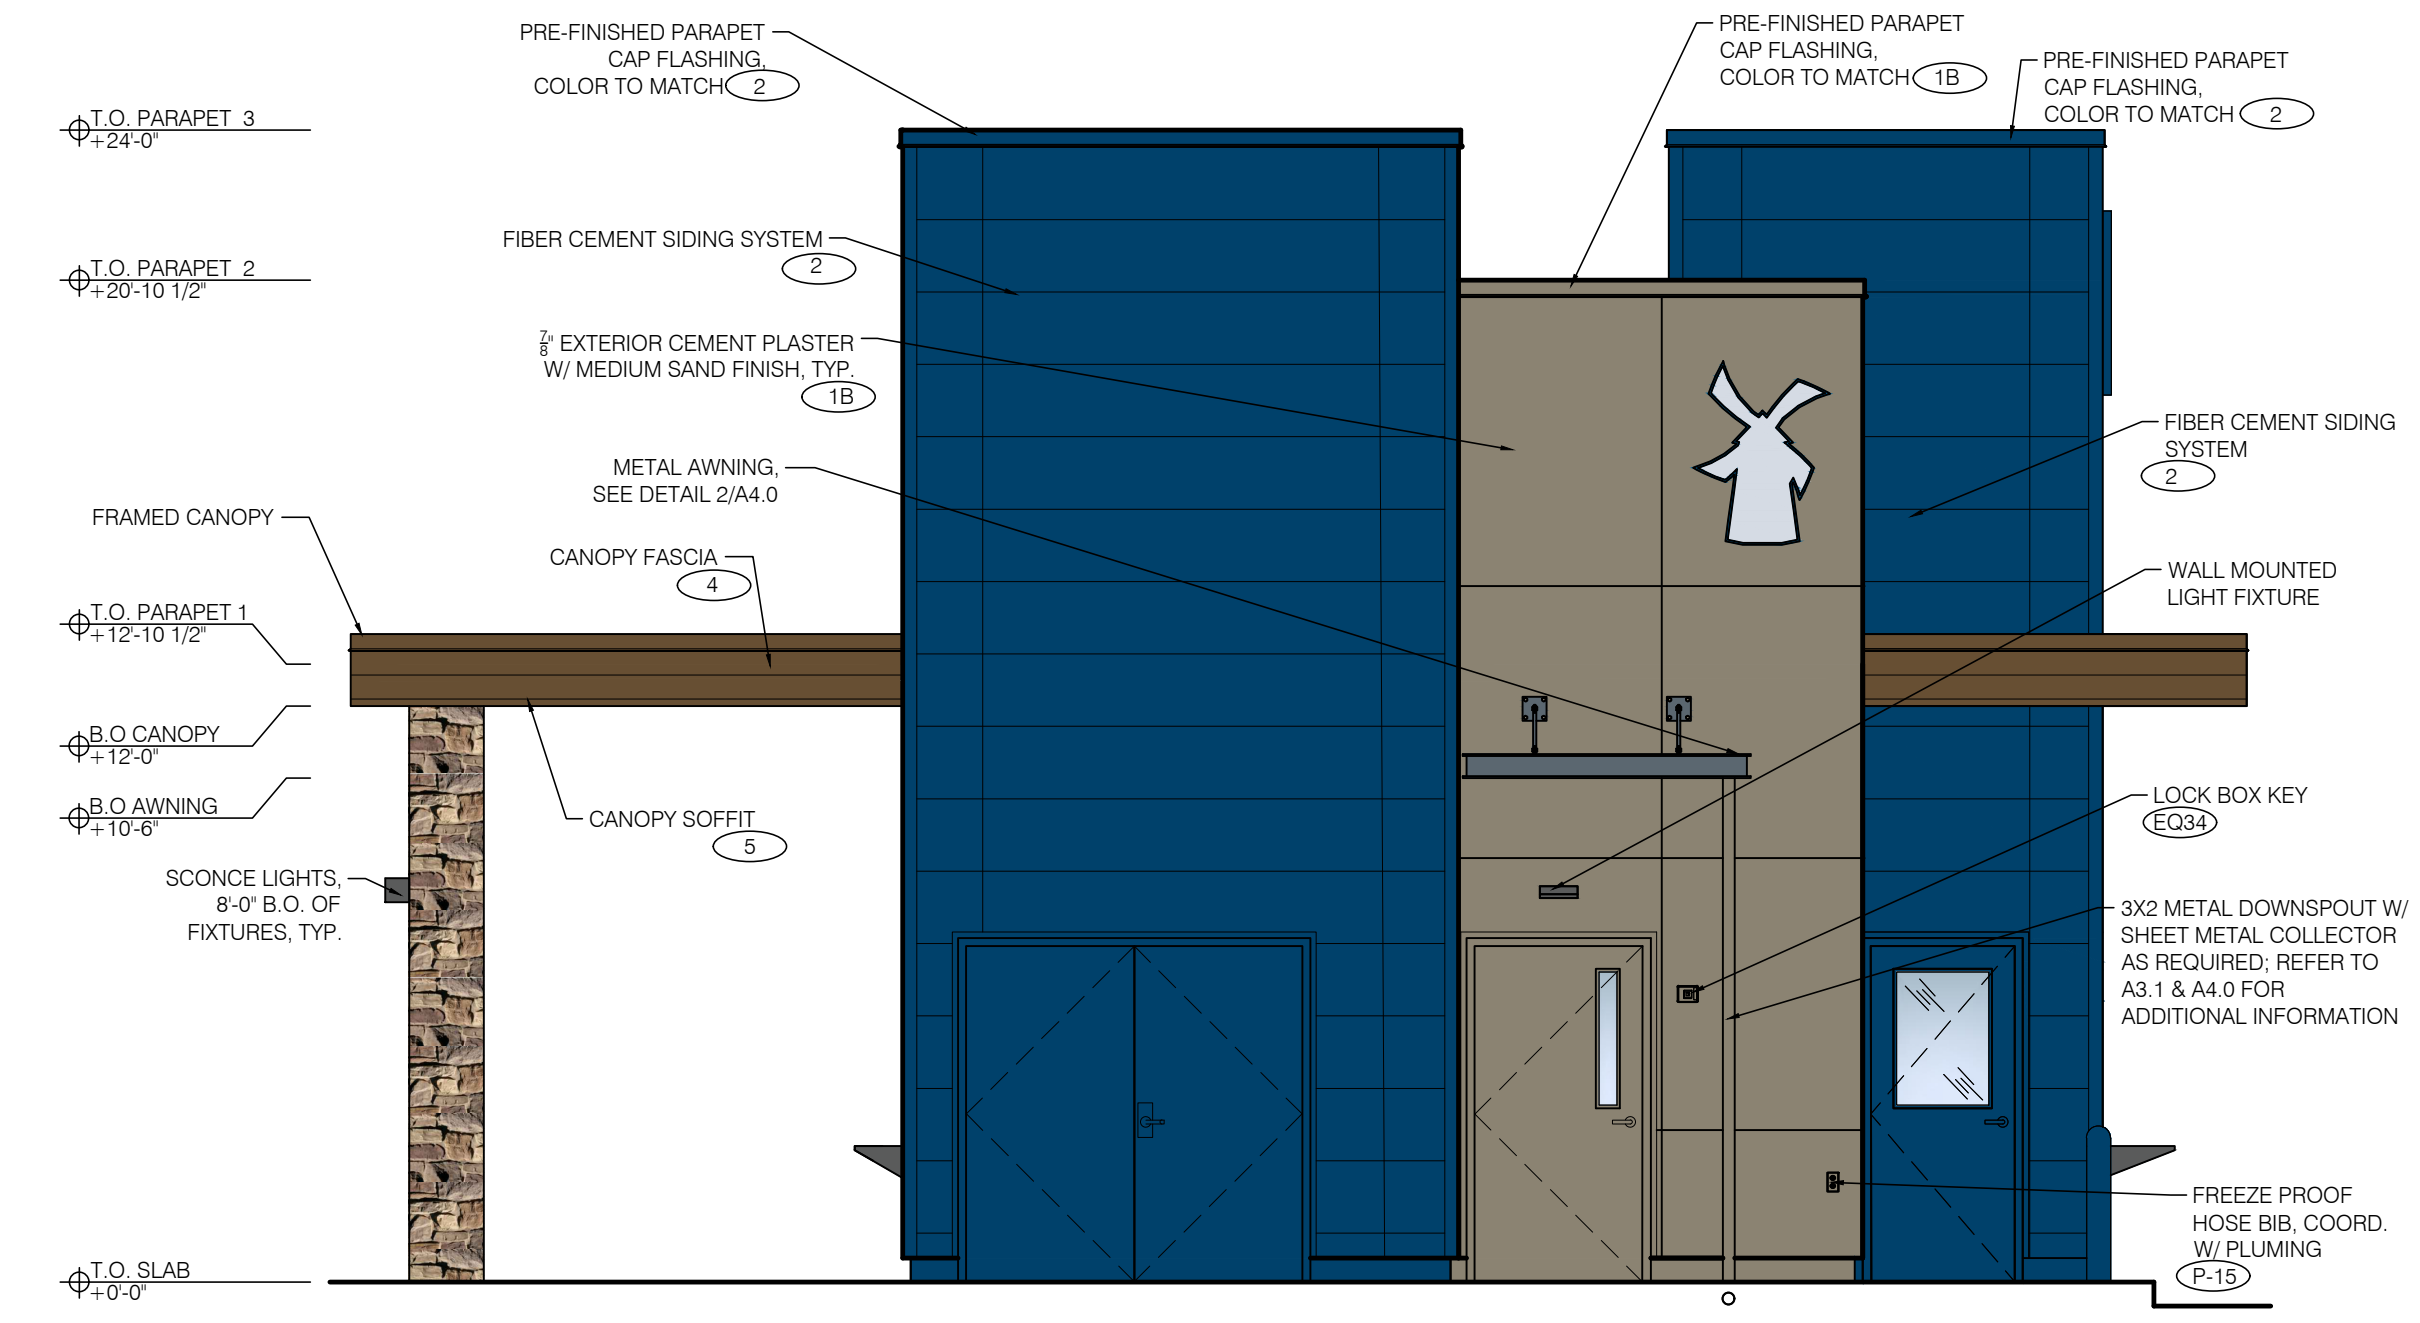 PRE-FINISHED PARAPET
CAP FLASHING,
COLOR TO MATCH 2
PRE-FINISHED PARAPET
CAP FLASHING,
COLOR TO MATCH 1B
PRE-FINISHED PARAPET
CAP FLASHING,
COLOR TO MATCH 2
T.O. PARAPET 3
+24'-0"
T.O. PARAPET 2
+20'-10 1/2"
FIBER CEMENT SIDING SYSTEM
2
7/8" EXTERIOR CEMENT PLASTER
W/ MEDIUM SAND FINISH, TYP.
1B
METAL AWNING,
SEE DETAIL 2/A4.0
FRAMED CANOPY
CANOPY FASCIA
4
T.O. PARAPET 1
+12'-10 1/2"
B.O CANOPY
+12'-0"
B.O AWNING
+10'-6"
CANOPY SOFFIT
5
SCONCE LIGHTS,
8'-0" B.O. OF
FIXTURES, TYP.
T.O. SLAB
+0'-0"
FIBER CEMENT SIDING
SYSTEM
2
WALL MOUNTED
LIGHT FIXTURE
LOCK BOX KEY
EQ34
3X2 METAL DOWNSPOUT W/
SHEET METAL COLLECTOR
AS REQUIRED; REFER TO
A3.1 & A4.0 FOR
ADDITIONAL INFORMATION
FREEZE PROOF
HOSE BIB, COORD.
W/ PLUMING
P-15